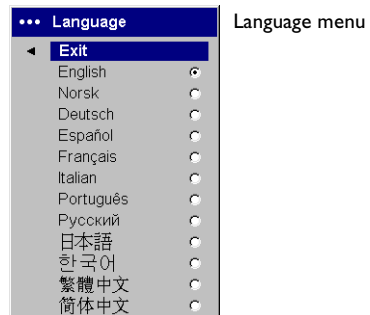 ••• Language
Language menu
◄ Exit
English
Norsk
Deutsch
Español
Français
Italian
Português
Русский
日本語
한국어
繁體中文
简体中文